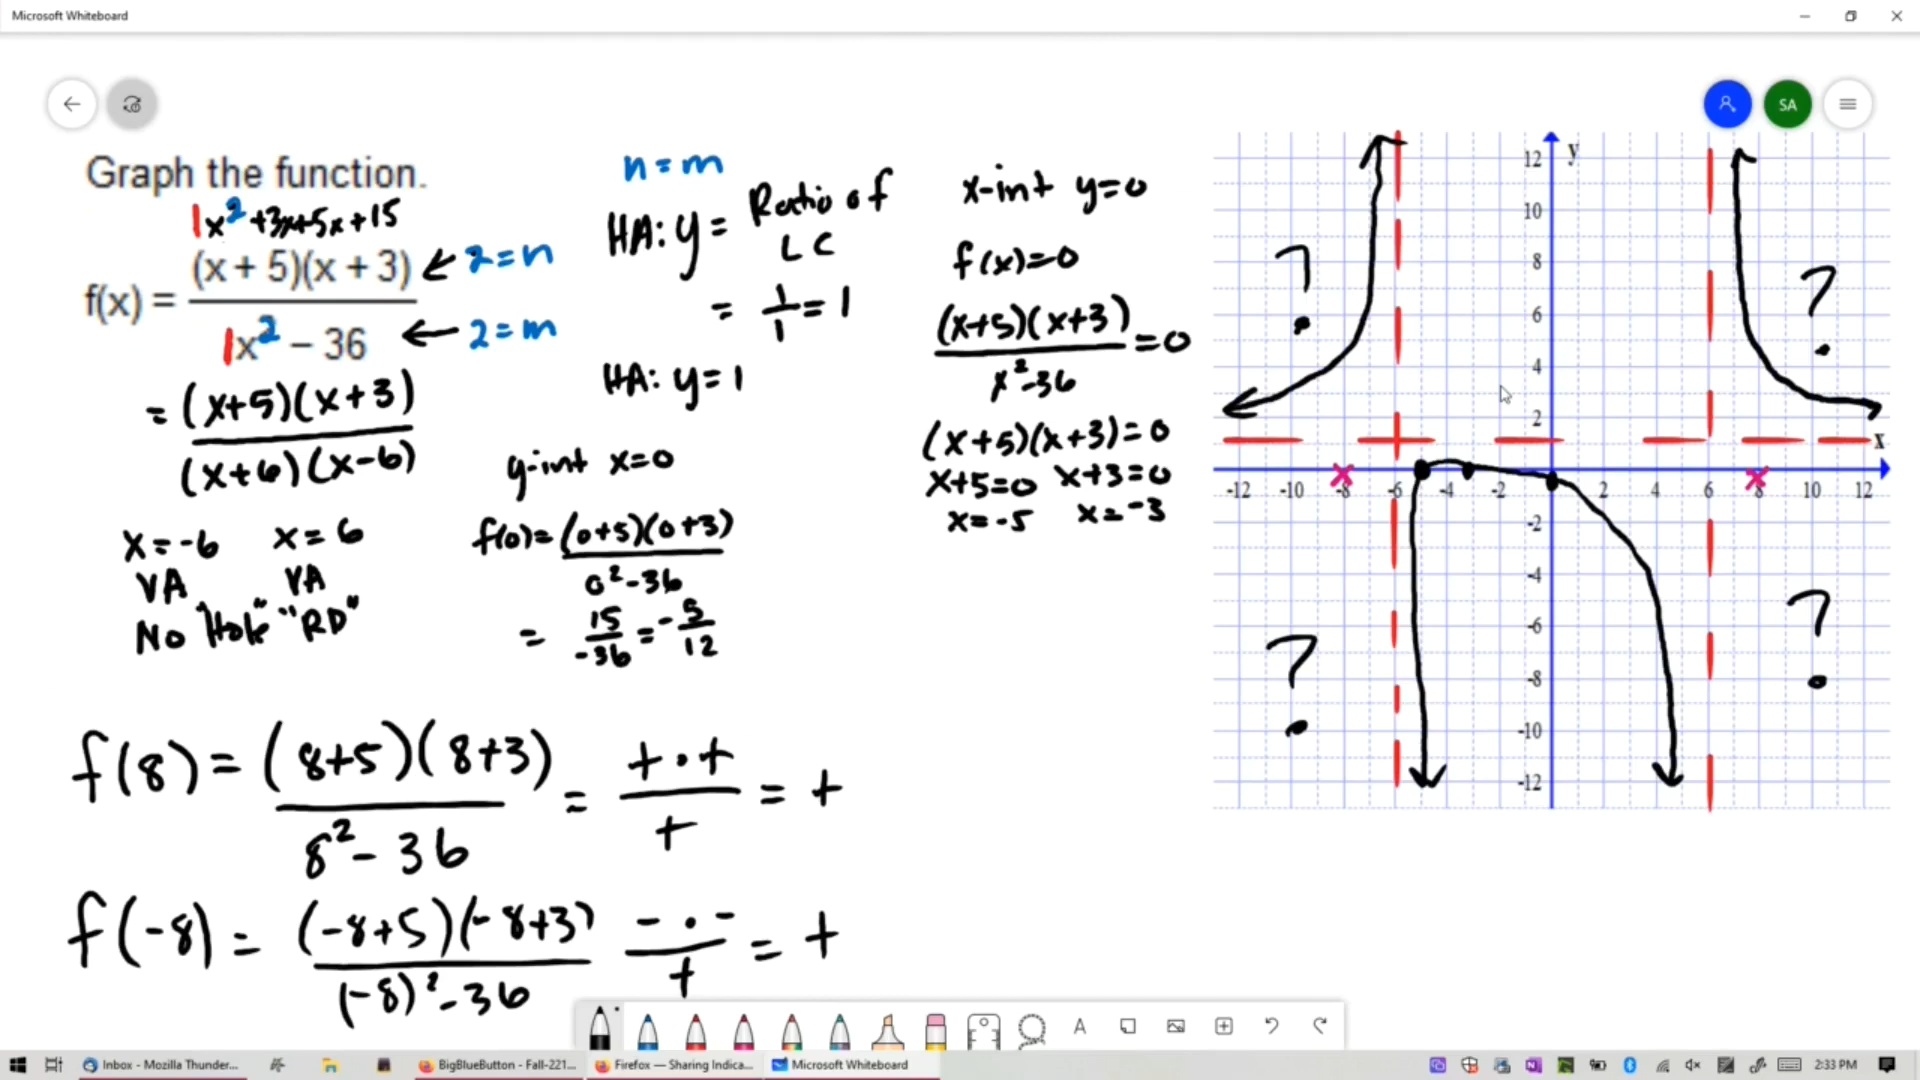 Microsoft Whiteboard
SA
Graph the function.
1x² +3x+5x+15
f(x) = (x + 5)(x + 3) / 1x² − 36
← 2=n
← 2=m
= (x+5)(x+3) / (x+6)(x-6)
x=-6 x=6
VA VA
No "Hole" "RD"
n=m
HA: y = Ratio of LC
= 1/1 = 1
HA: y=1
y-int x=0
f(0)= (0+5)(0+3) / 0²-36
= 15/-36 = -5/12
x-int y=0
f(x)=0
(x+5)(x+3) / x²-36 =0
(x+5)(x+3)=0
x+5=0 x+3=0
x=-5 x=-3
f(8) = (8+5)(8+3) / 8²-36 = +·+ / + = +
f(-8) = (-8+5)(-8+3) / (-8)²-36 -·- / + = +
y
12
10
8
6
4
2
x
-12 -10 -8 -6 -4 -2 2 4 6 8 10 12
-2
-4
-6
-8
-10
-12
? ?
? ?
A
Inbox - Mozilla Thunder...
BigBlueButton - Fall-221...
Firefox — Sharing Indica...
Microsoft Whiteboard
2:33 PM